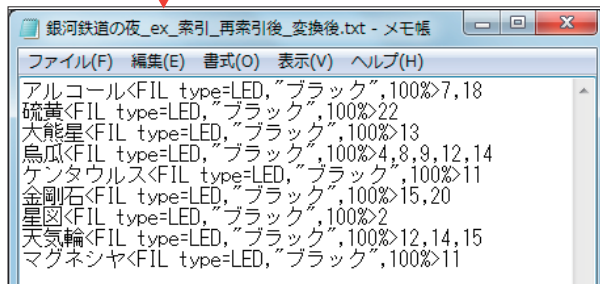 銀河鉄道の夜_ex_索引_再索引後_変換後.txt - メモ帳
ファイル(F) 編集(E) 書式(O) 表示(V) ヘルプ(H)
アルコール<FIL type=LED,"ブラック",100%>7,18
硫黄<FIL type=LED,"ブラック",100%>22
大熊星<FIL type=LED,"ブラック",100%>13
烏瓜<FIL type=LED,"ブラック",100%>4,8,9,12,14
ケンタウルス<FIL type=LED,"ブラック",100%>11
金剛石<FIL type=LED,"ブラック",100%>15,20
星図<FIL type=LED,"ブラック",100%>2
天気輪<FIL type=LED,"ブラック",100%>12,14,15
マグネシヤ<FIL type=LED,"ブラック",100%>11